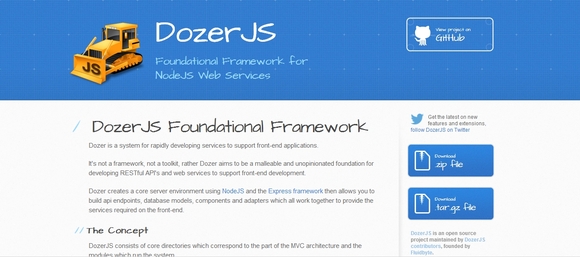 DozerJS
Foundational Framework for
NodeJS Web Services
View project on
GitHub
JS
/ DozerJS Foundational Framework
Dozer is a system for rapidly developing services to support front-end applications.
It's not a framework, not a toolkit, rather Dozer aims to be a malleable and unopinionated foundation for
developing RESTful API's and web services to support front-end development.
Dozer creates a core server environment using NodeJS and the Express framework then allows you to
build api endpoints, database models, components and adapters which all work together to provide the
services required on the front-end.
// The Concept
DozerJS consists of core directories which correspond to the part of the MVC architecture and the
modules which run the system.
Get the latest on new
features and extensions,
follow DozerJS on Twitter
Download
zip file
Download
tar.gz file
DozerJS is an open source
project maintained by DozerJS
contributors, founded by
Fluidbyte.